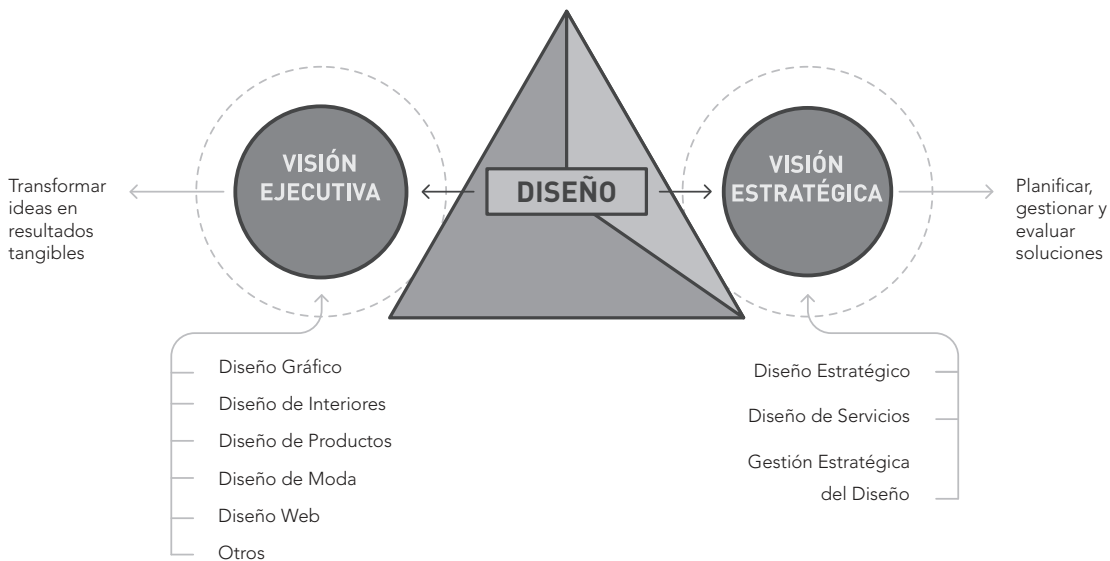 Transformar
ideas en
resultados
tangibles
VISIÓN
EJECUTIVA
DISEÑO
VISIÓN
ESTRATÉGICA
Planificar,
gestionar y
evaluar
soluciones
Diseño Gráfico
Diseño de Interiores
Diseño de Productos
Diseño de Moda
Diseño Web
Otros
Diseño Estratégico
Diseño de Servicios
Gestión Estratégica
del Diseño